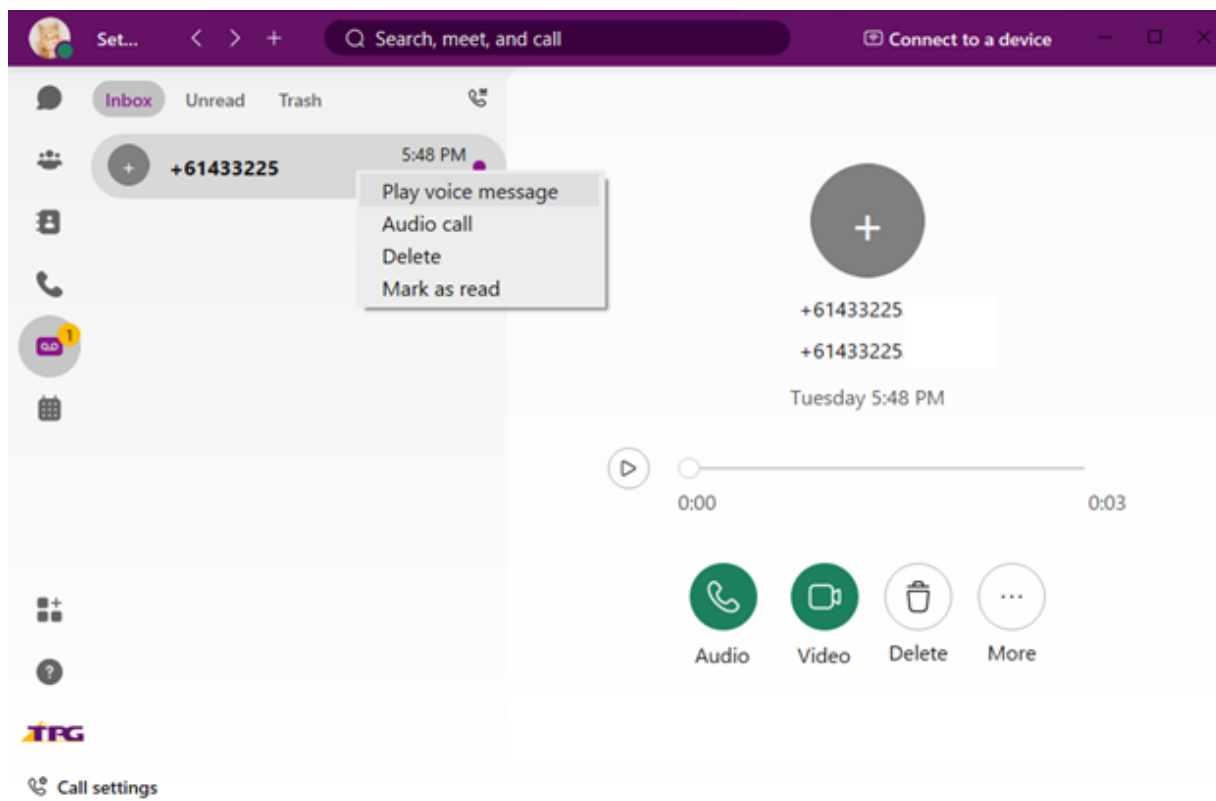 Set... Search, meet, and call Connect to a device
Inbox Unread Trash
+61433225 5:48 PM
Play voice message
Audio call
Delete
Mark as read
1
+61433225
+61433225
Tuesday 5:48 PM
0:00 0:03
Audio Video Delete More
TPG
Call settings